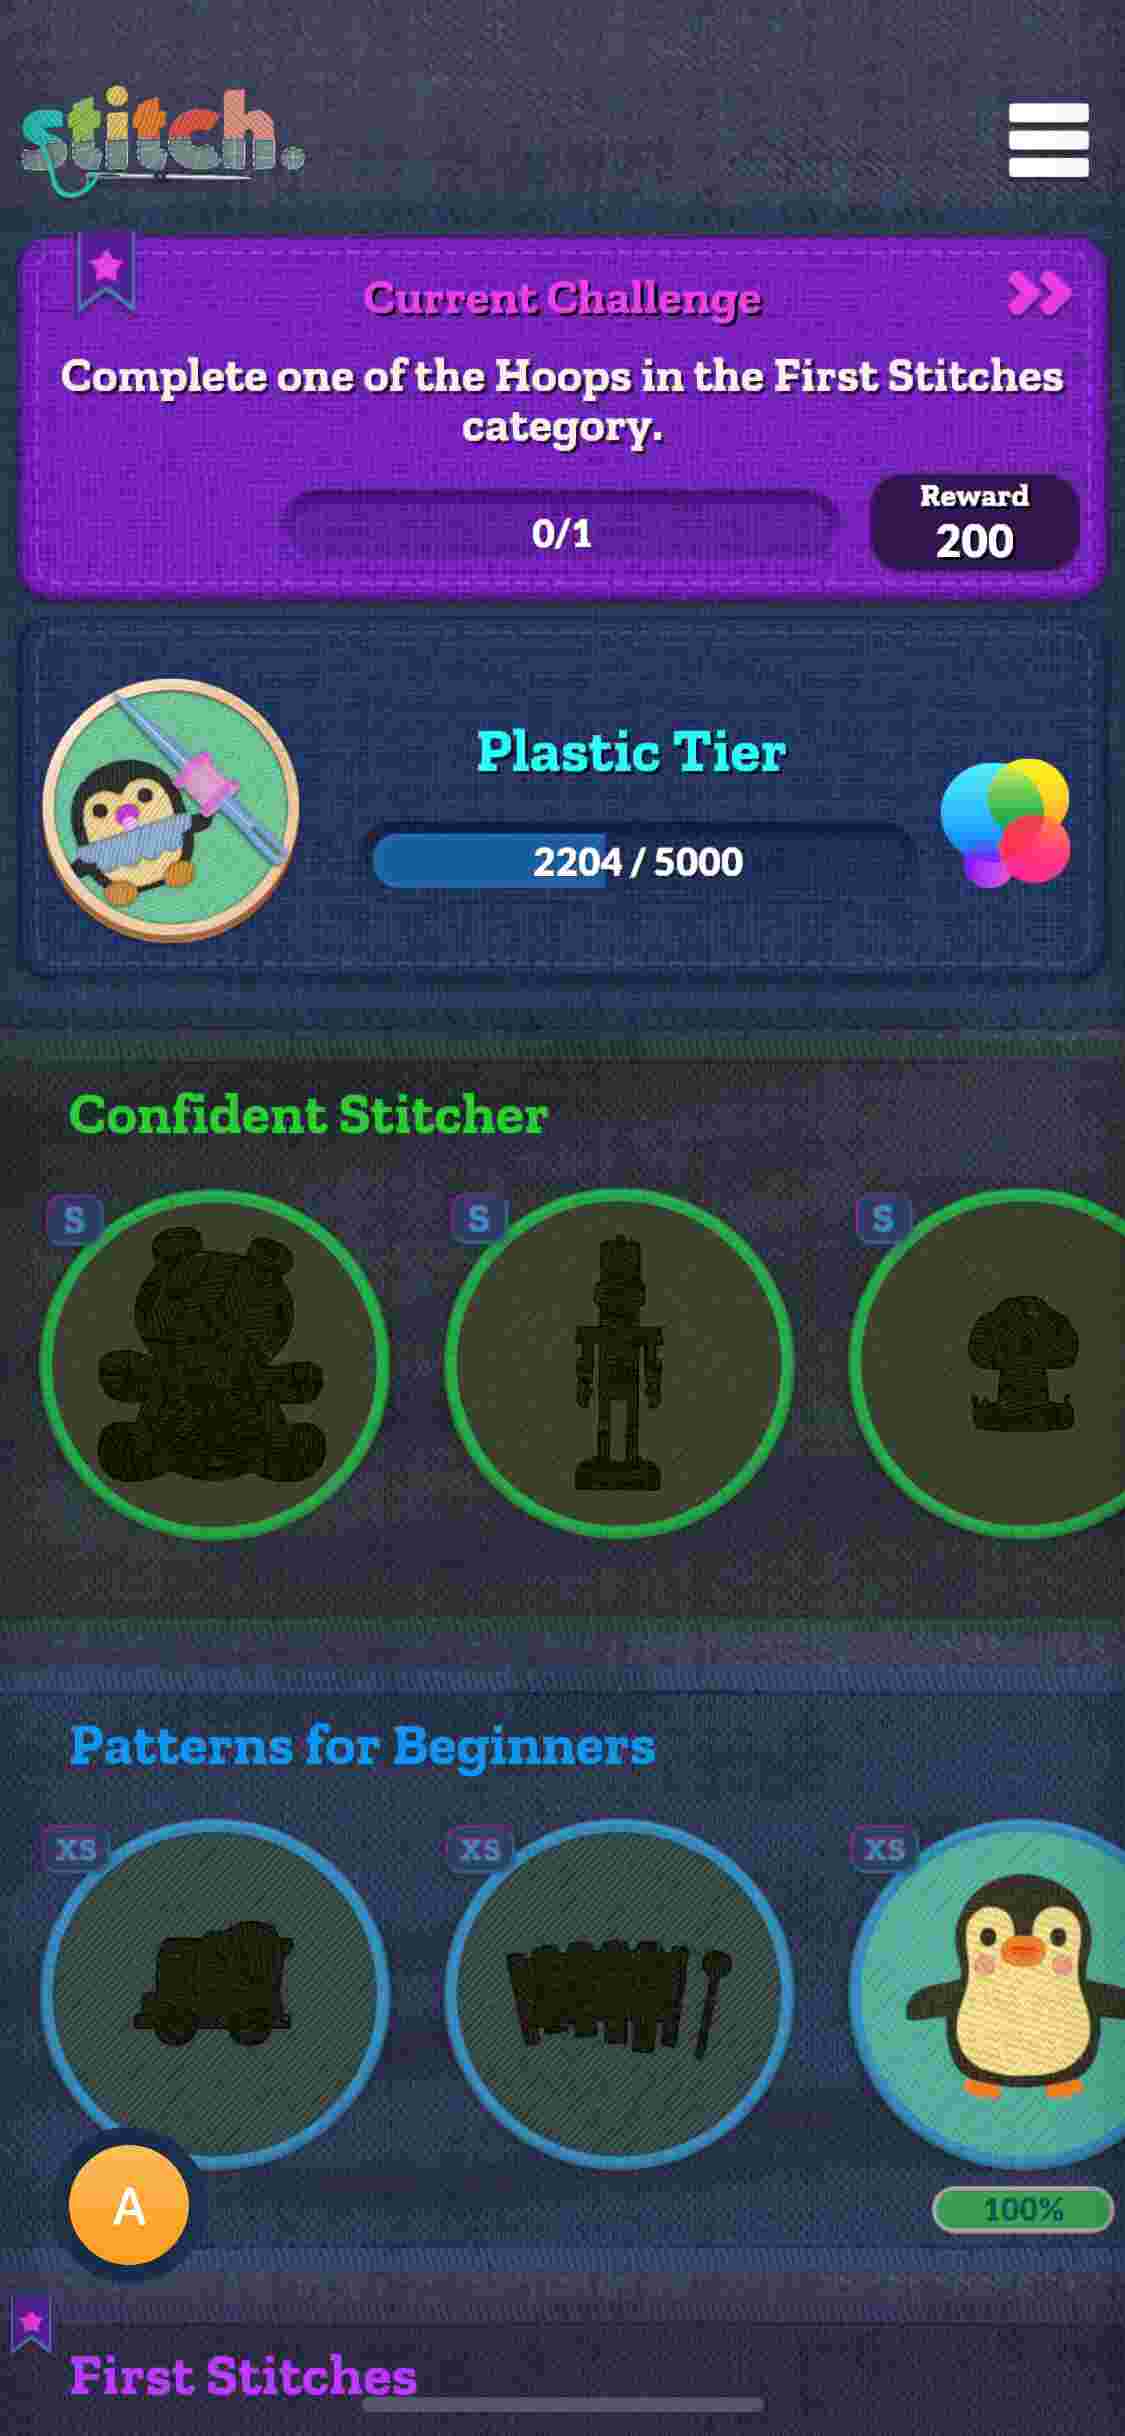 stitch.
Current Challenge
Complete one of the Hoops in the First Stitches
category.
0/1
Reward
200
Plastic Tier
2204 / 5000
Confident Stitcher
S
S
S
Patterns for Beginners
XS
XS
XS
A
100%
First Stitches